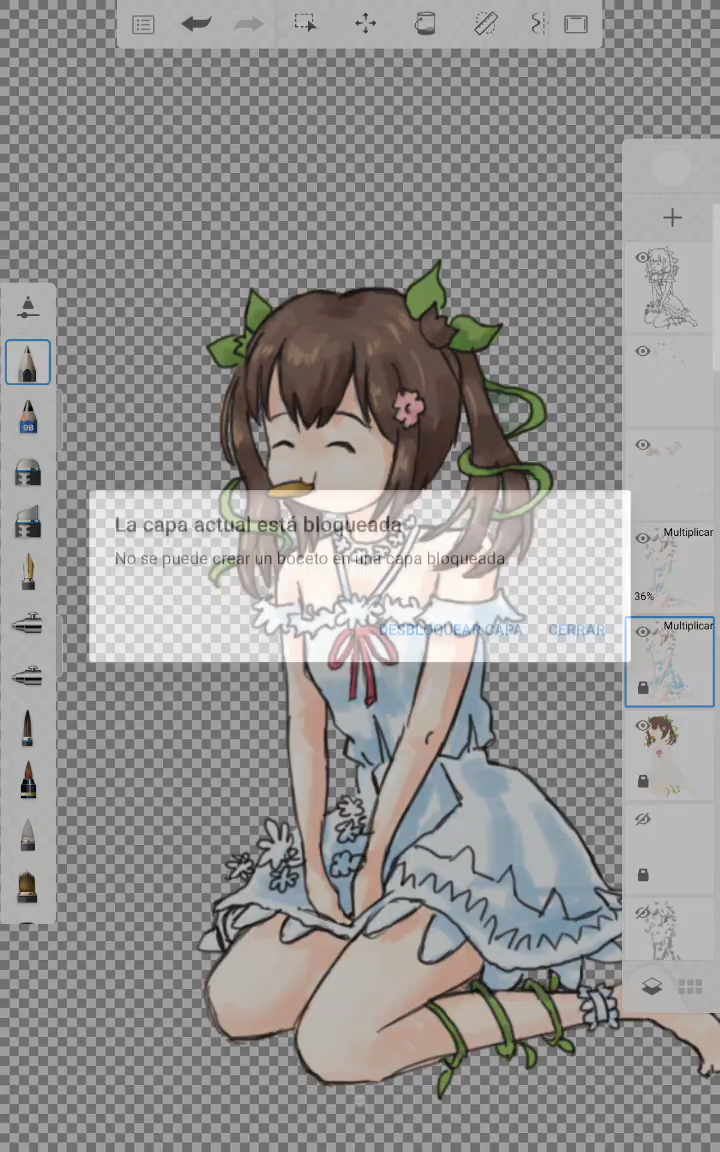 Multiplicar
La capa actual está bloqueada
No se puede crear un boceto en una capa bloqueada.
36%
DESBLOQUEAR CAPA CERRAR
Multiplicar
98